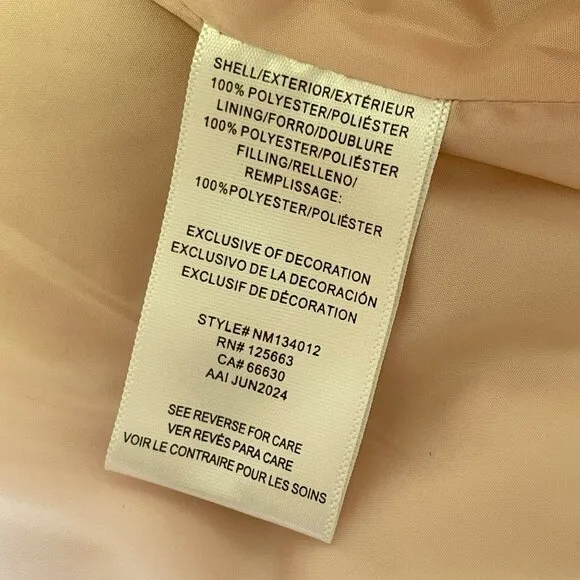 SHELL/EXTERIOR/EXTÉRIEUR
100% POLYESTER/POLIÉSTER
LINING/FORRO/DOUBLURE
100% POLYESTER/POLIÉSTER
FILLING/RELLENO/
REMPLISSAGE:
100%POLYESTER/POLIÉSTER
EXCLUSIVE OF DECORATION
EXCLUSIVO DE LA DECORACIÓN
EXCLUSIF DE DÉCORATION
STYLE# NM134012
RN# 125663
CA# 66630
AAI JUN2024
SEE REVERSE FOR CARE
VER REVÉS PARA CARE
VOIR LE CONTRAIRE POUR LES SOINS